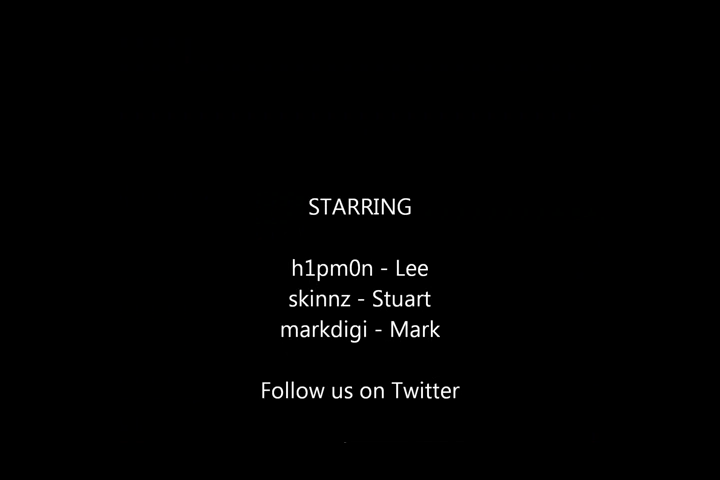 STARRING
h1pm0n - Lee
skinnz - Stuart
markdigi - Mark
Follow us on Twitter